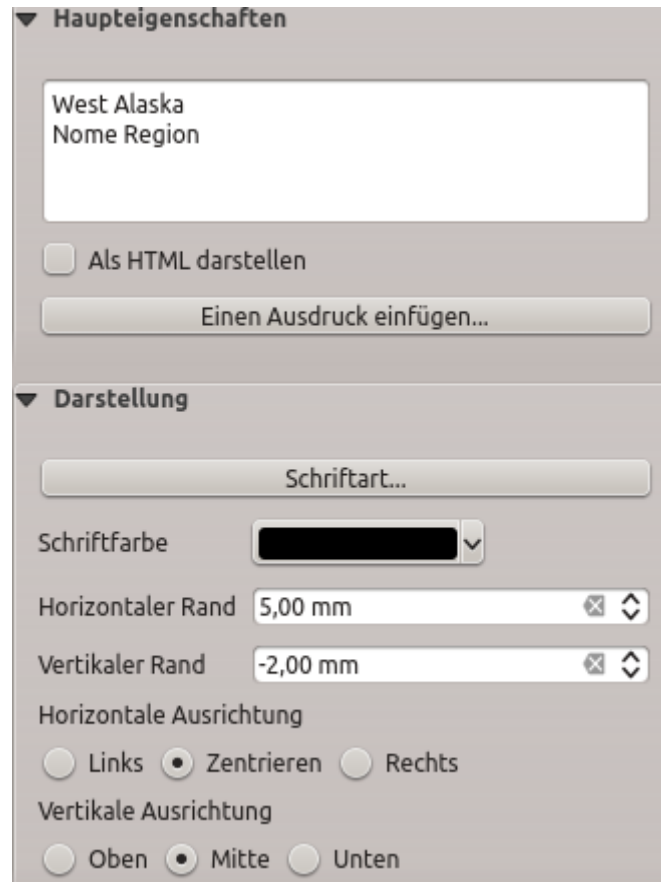 Haupteigenschaften
West Alaska
Nome Region
Als HTML darstellen
Einen Ausdruck einfügen...
Darstellung
Schriftart...
Schriftfarbe
Horizontaler Rand 5,00 mm
Vertikaler Rand -2,00 mm
Horizontale Ausrichtung
Links Zentrieren Rechts
Vertikale Ausrichtung
Oben Mitte Unten